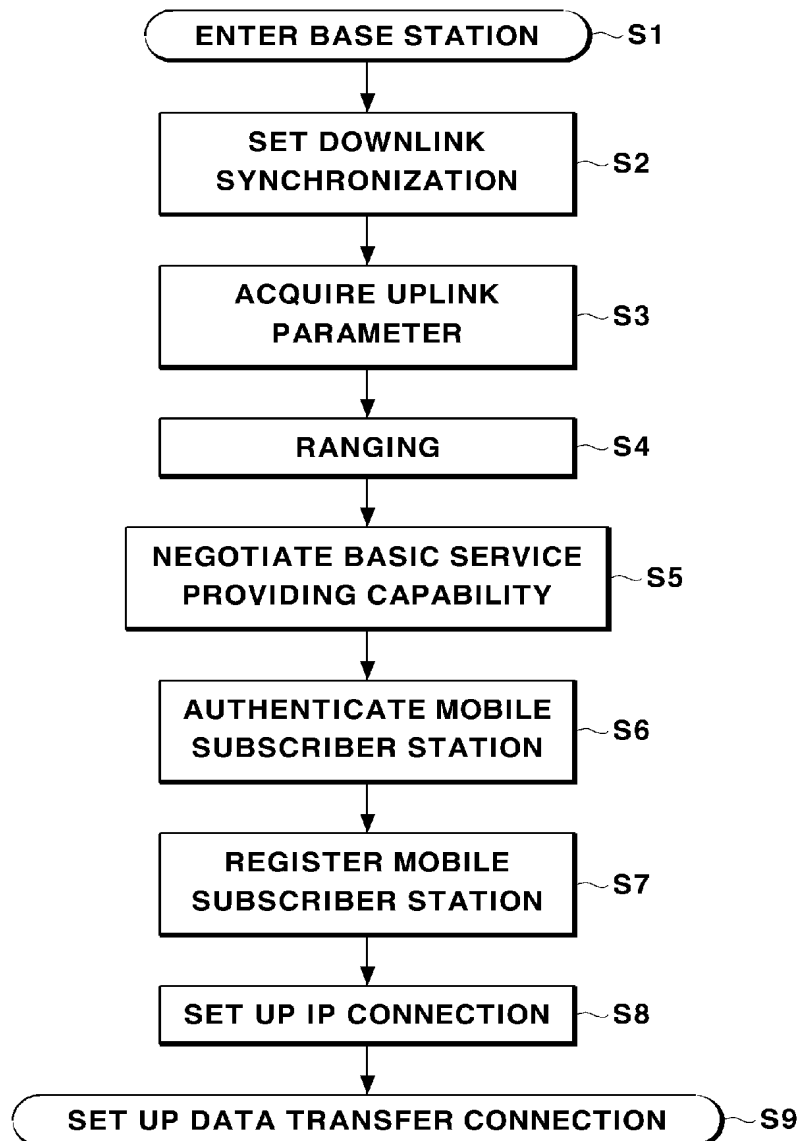 ENTER BASE STATION
S1
SET DOWNLINK
SYNCHRONIZATION
S2
ACQUIRE UPLINK
PARAMETER
S3
RANGING
S4
NEGOTIATE BASIC SERVICE
PROVIDING CAPABILITY
S5
AUTHENTICATE MOBILE
SUBSCRIBER STATION
S6
REGISTER MOBILE
SUBSCRIBER STATION
S7
SET UP IP CONNECTION
S8
SET UP DATA TRANSFER CONNECTION
S9